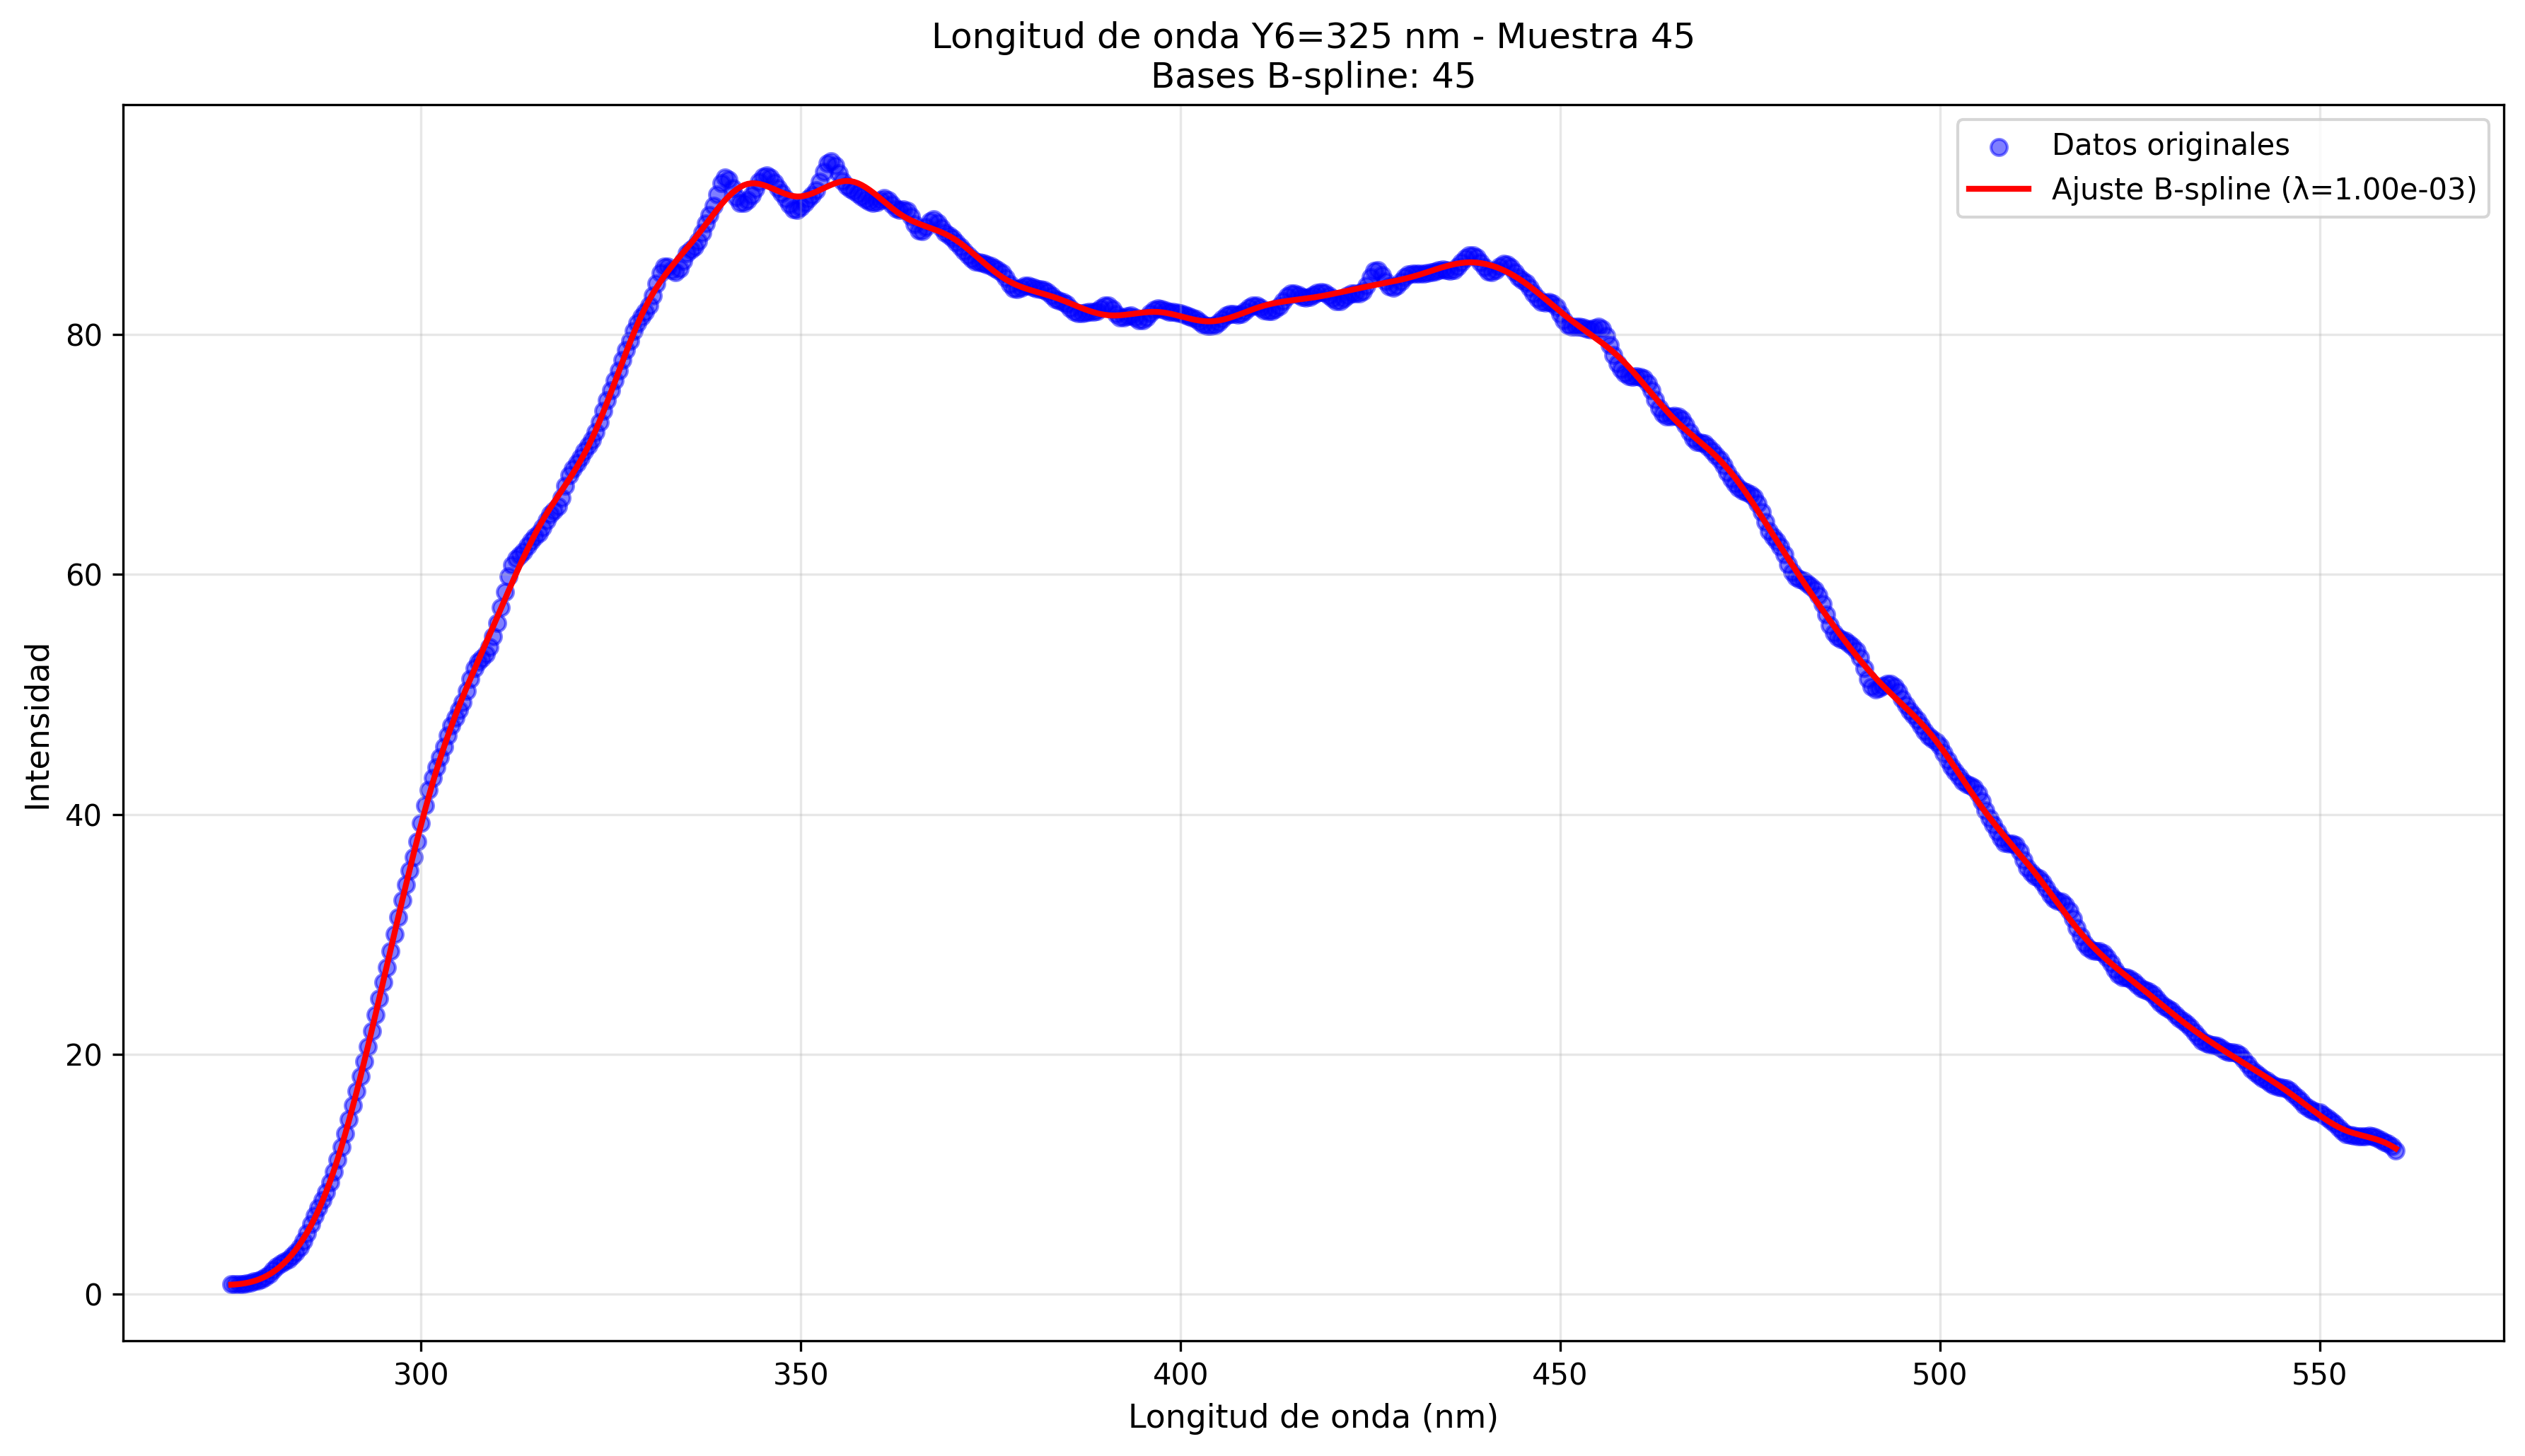 Longitud de onda Y6=325 nm - Muestra 45
Bases B-spline: 45
Datos originales
Ajuste B-spline (λ=1.00e-03)
Intensidad
80
60
40
20
0
300 350 400 450 500 550
Longitud de onda (nm)